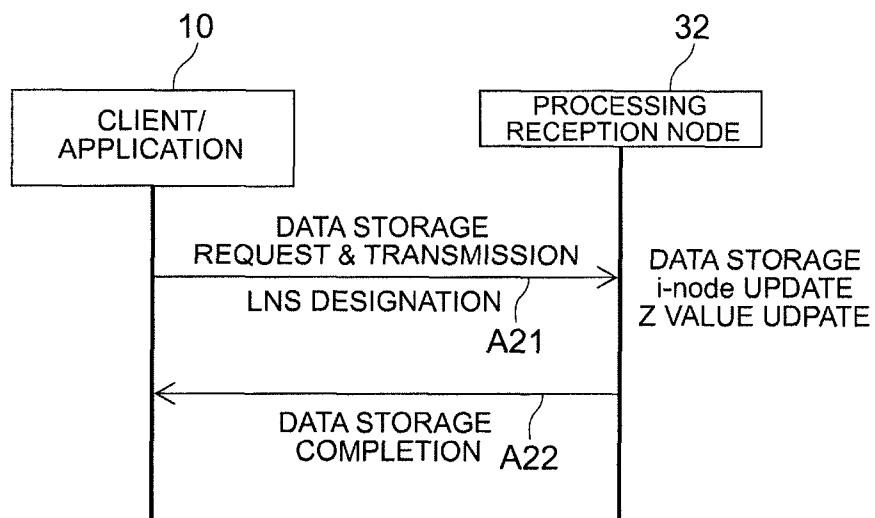 10
32
CLIENT/
APPLICATION
PROCESSING
RECEPTION NODE
DATA STORAGE
REQUEST & TRANSMISSION
LNS DESIGNATION
A21
DATA STORAGE
i-node UPDATE
Z VALUE UDPATE
DATA STORAGE
COMPLETION
A22